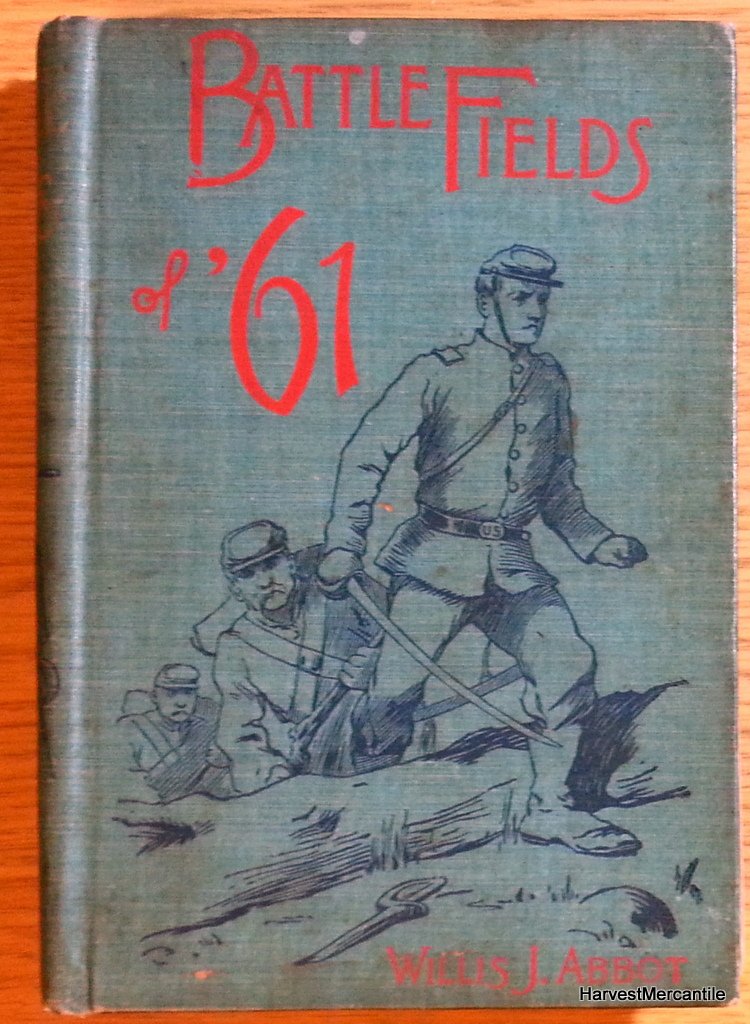 BATTLE FIELDS
of '61
US
WILLIS J. ABBOT
HarvestMercantile